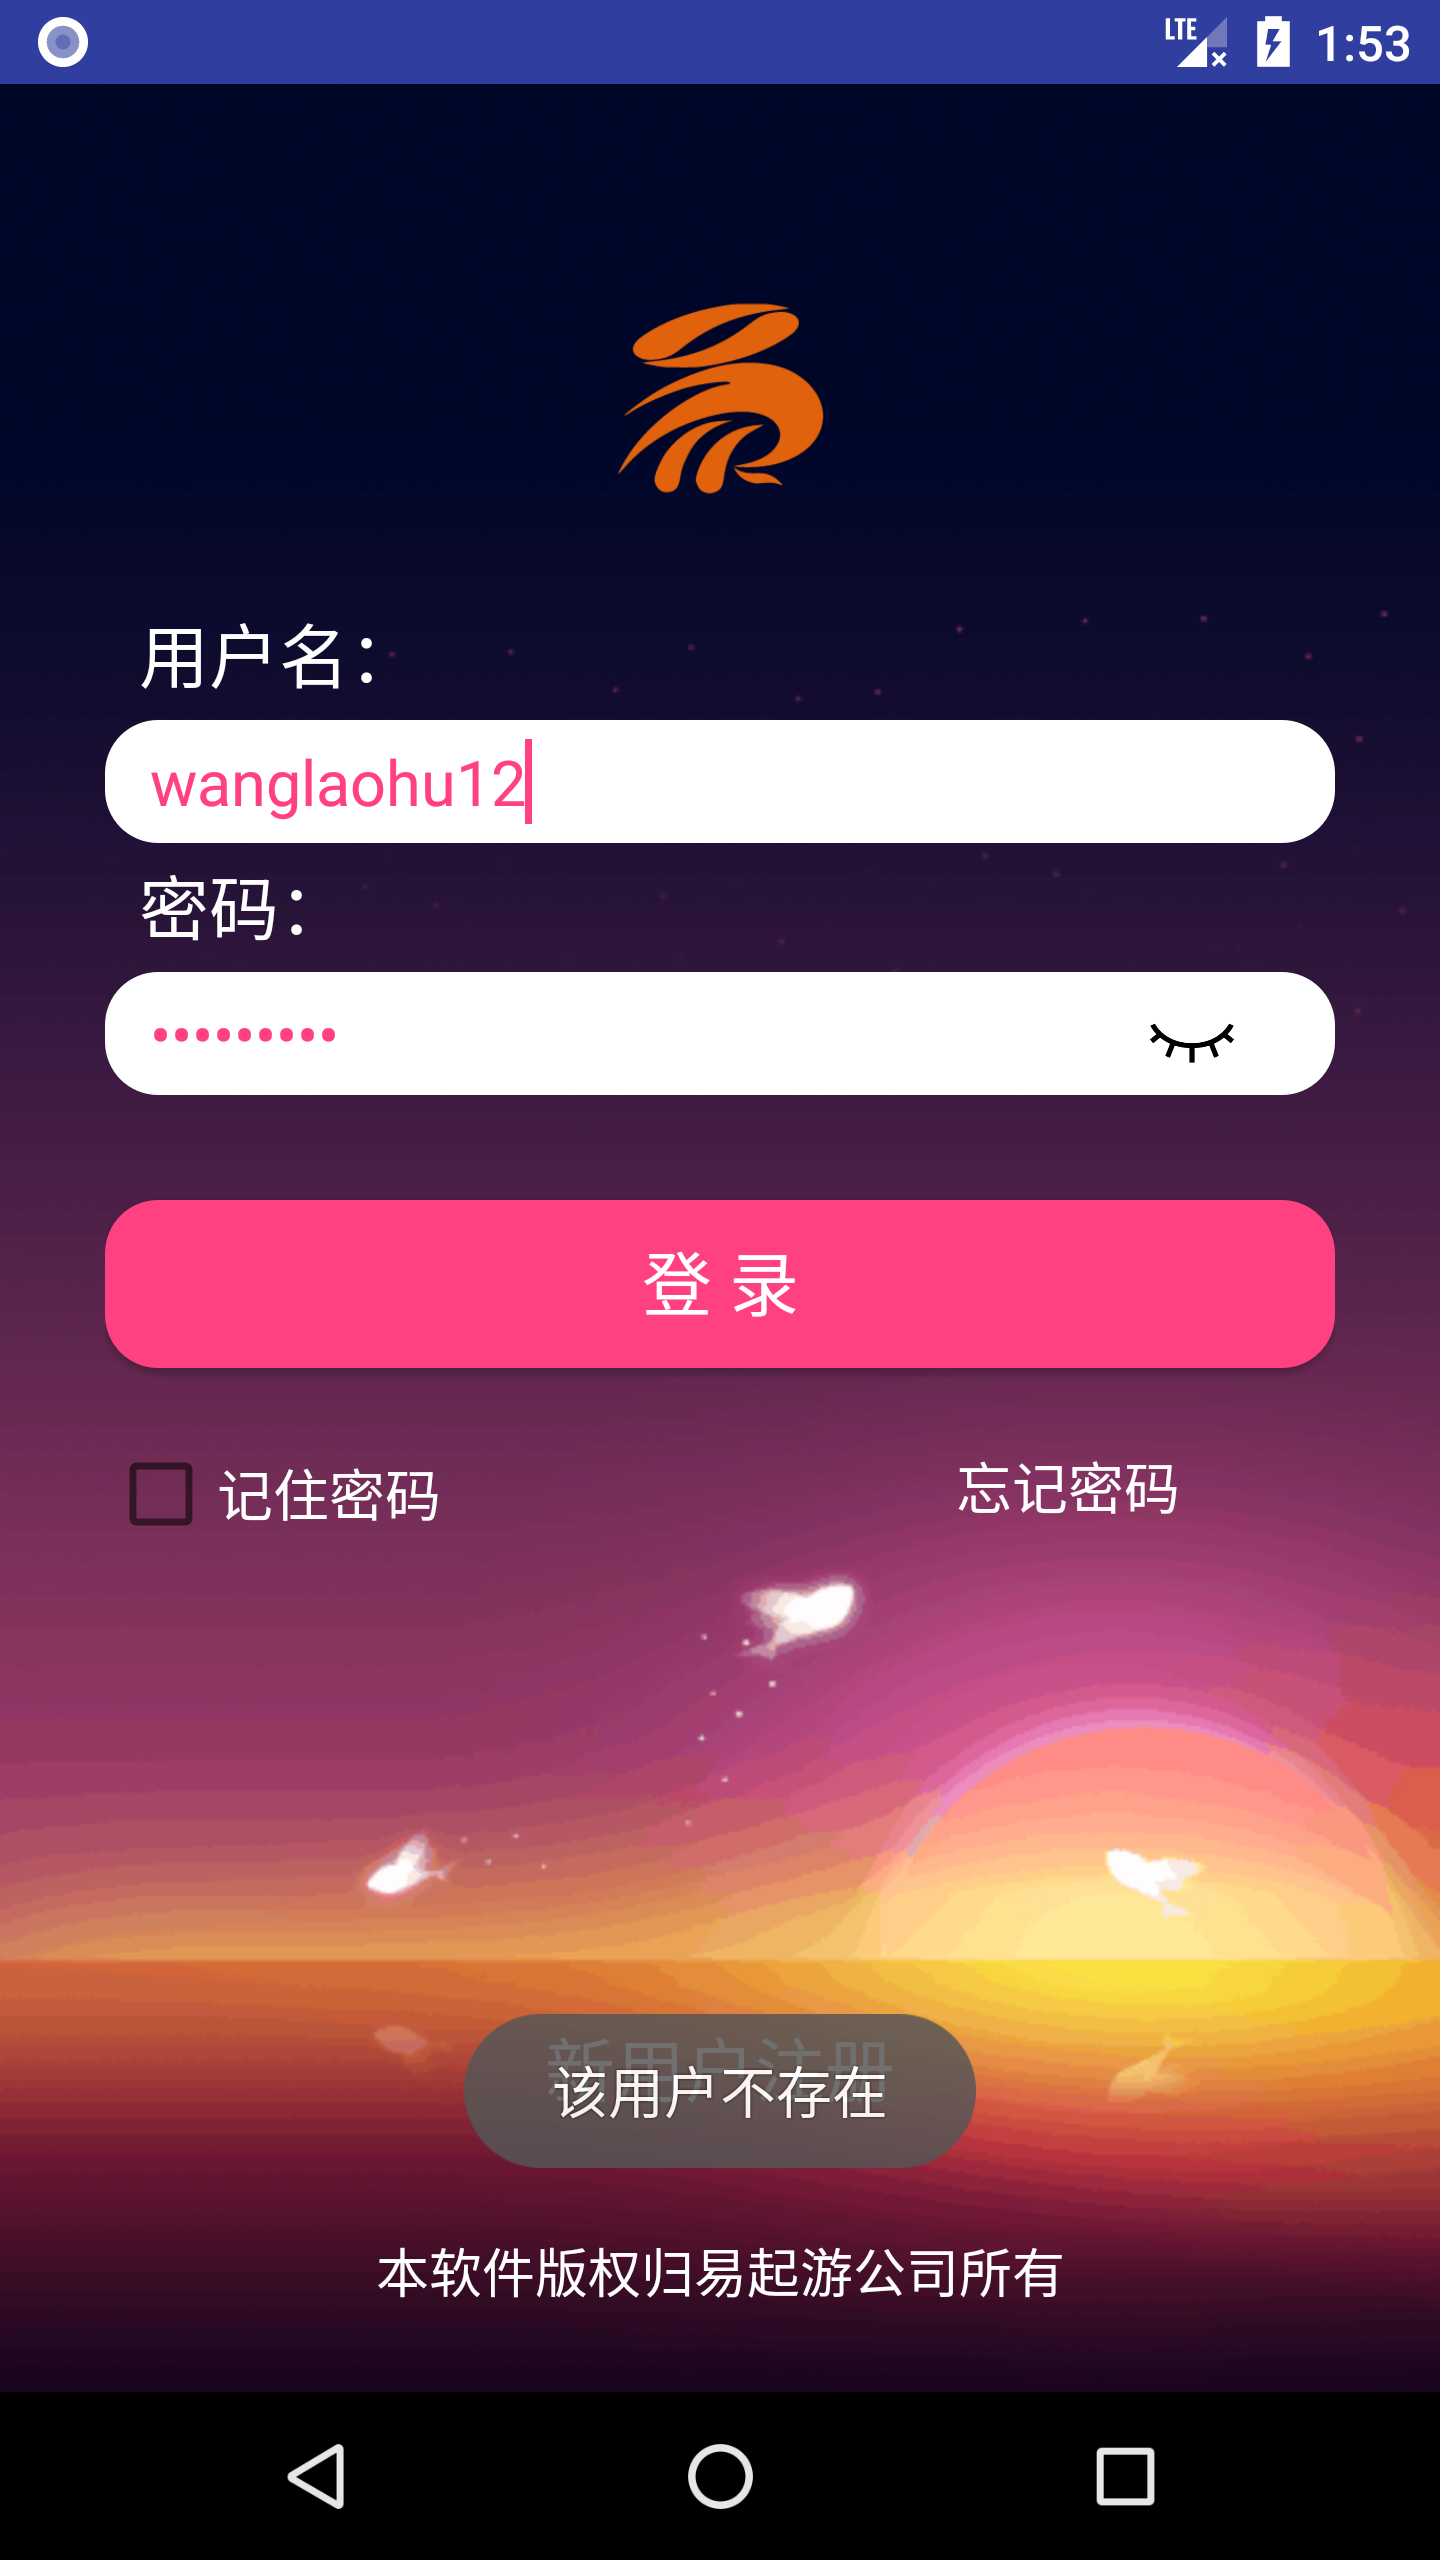 LTE 1:53
用户名：
wanglaohu12
密码：
•••••••••
登 录
记住密码 忘记密码
新用户注册
该用户不存在
本软件版权归易起游公司所有